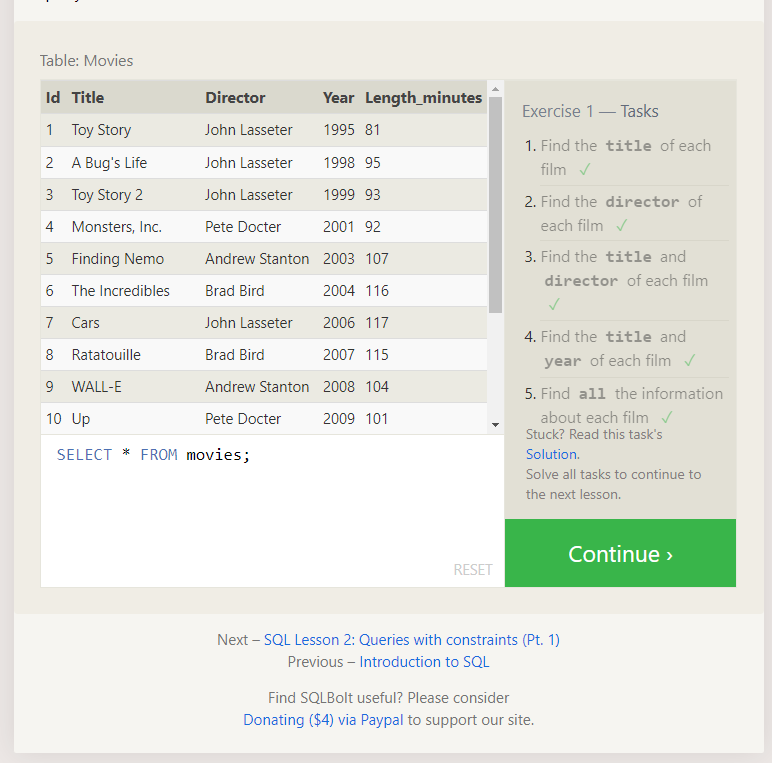 Table: Movies
Id Title Director Year Length_minutes
1 Toy Story John Lasseter 1995 81
2 A Bug's Life John Lasseter 1998 95
3 Toy Story 2 John Lasseter 1999 93
4 Monsters, Inc. Pete Docter 2001 92
5 Finding Nemo Andrew Stanton 2003 107
6 The Incredibles Brad Bird 2004 116
7 Cars John Lasseter 2006 117
8 Ratatouille Brad Bird 2007 115
9 WALL-E Andrew Stanton 2008 104
10 Up Pete Docter 2009 101
SELECT * FROM movies;
RESET
Exercise 1 — Tasks
1. Find the title of each
film ✓
2. Find the director of
each film ✓
3. Find the title and
director of each film
✓
4. Find the title and
year of each film ✓
5. Find all the information
about each film ✓
Stuck? Read this task's
Solution.
Solve all tasks to continue to
the next lesson.
Continue ›
Next – SQL Lesson 2: Queries with constraints (Pt. 1)
Previous – Introduction to SQL
Find SQLBolt useful? Please consider
Donating ($4) via Paypal to support our site.